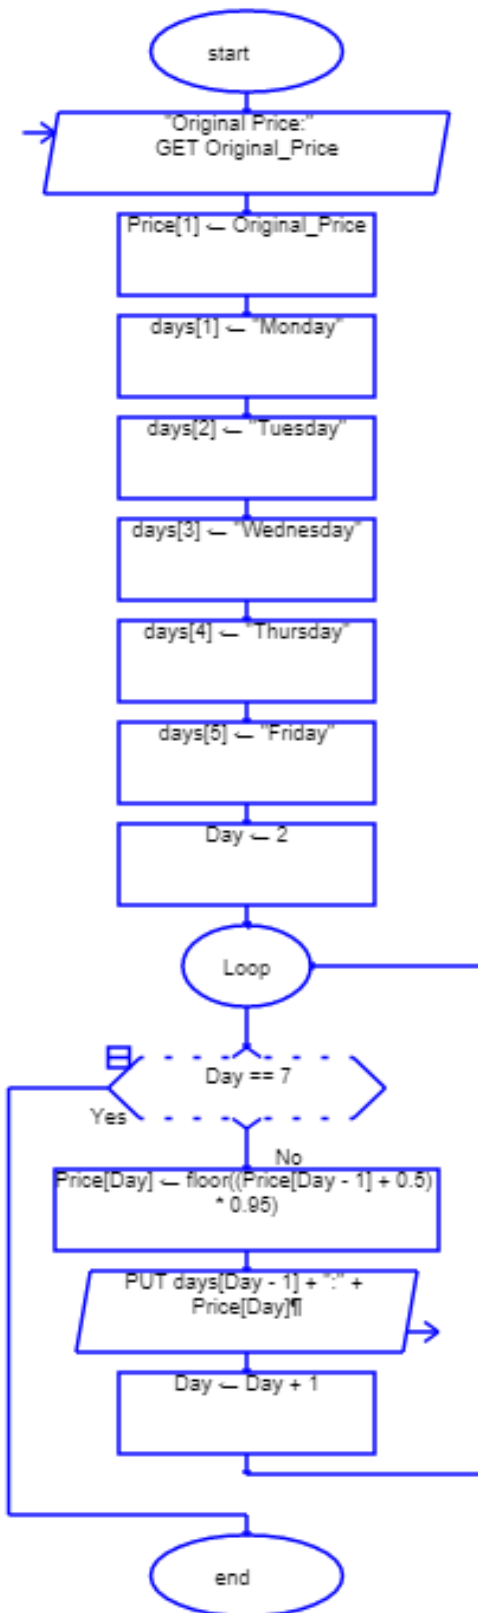 start
"Original Price:"
GET Original_Price
Price[1] ← Original_Price
days[1] ← "Monday"
days[2] ← "Tuesday"
days[3] ← "Wednesday"
days[4] ← "Thursday"
days[5] ← "Friday"
Day ← 2
Loop
Day == 7
Yes
No
Price[Day] ← floor((Price[Day - 1] + 0.5)
* 0.95)
PUT days[Day - 1] + ":" +
Price[Day]¶
Day ← Day + 1
end